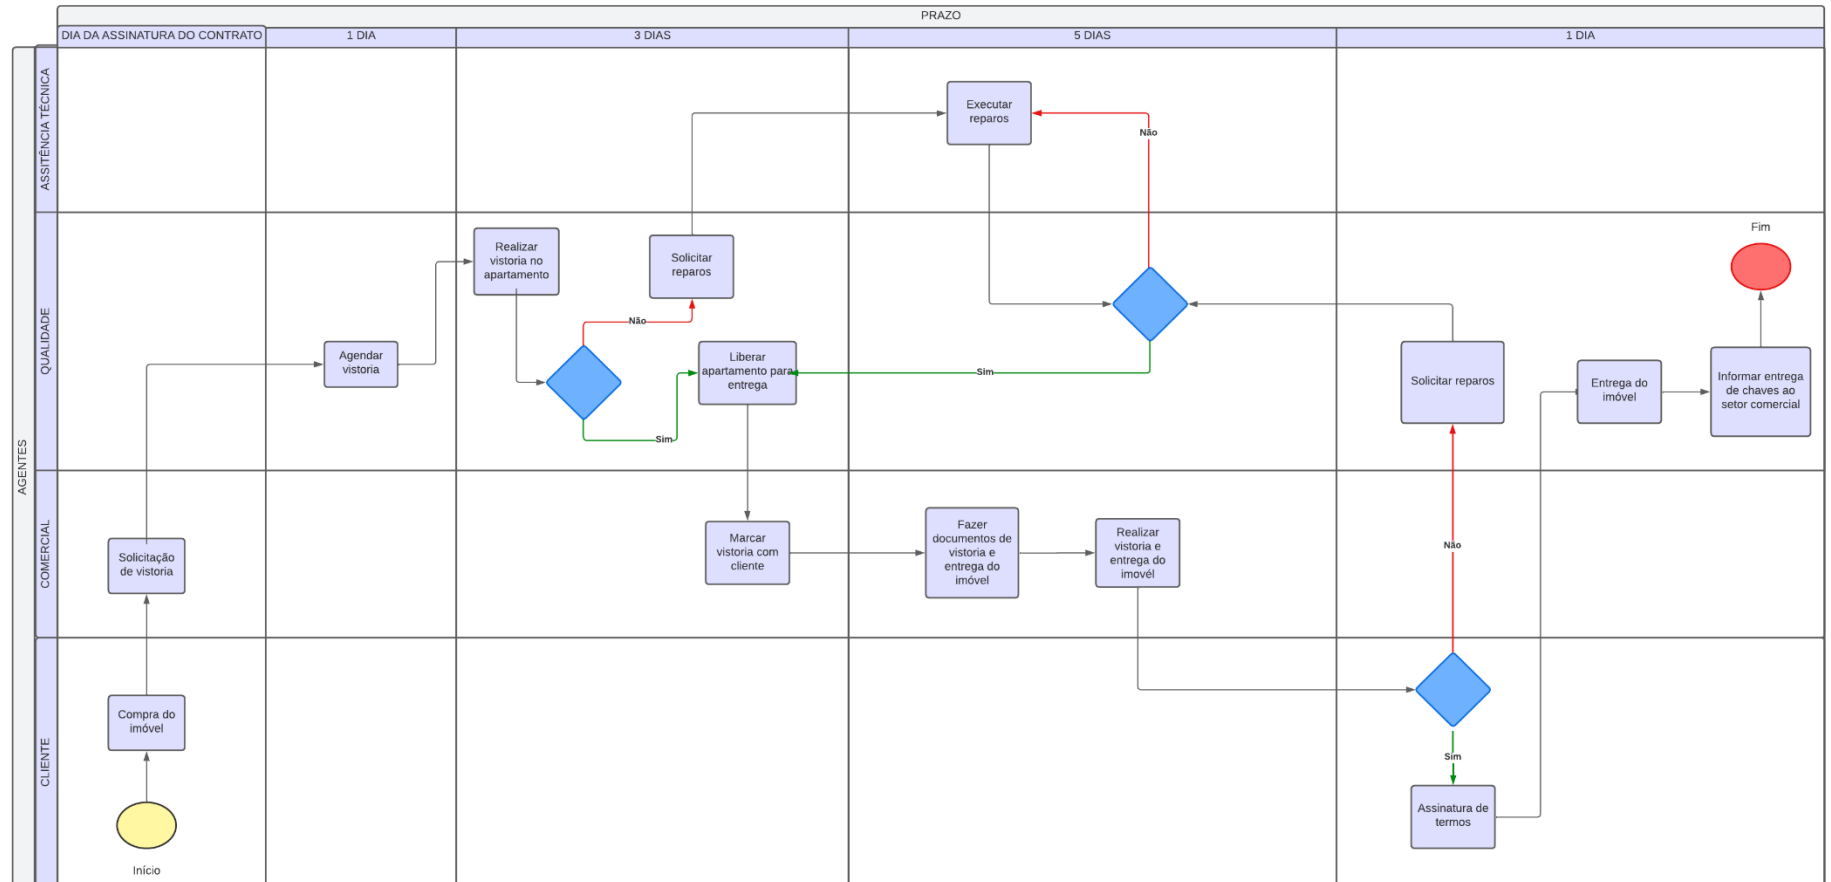 PRAZO
DIA DA ASSINATURA DO CONTRATO
1 DIA
3 DIAS
5 DIAS
1 DIA
AGENTES
ASSITÊNCIA TÉCNICA
Executar
reparos
Não
QUALIDADE
Agendar
vistoria
Realizar
vistoria no
apartamento
Solicitar
reparos
Não
Liberar
apartamento para
entrega
Sim
Sim
Solicitar reparos
Entrega do
imóvel
Informar entrega
de chaves ao
setor comercial
Fim
COMERCIAL
Solicitação
de vistoria
Marcar
vistoria com
cliente
Fazer
documentos de
vistoria e
entrega do
imóvel
Realizar
vistoria e
entrega do
imovél
Não
CLIENTE
Compra do
imóvel
Início
Sim
Assinatura de
termos